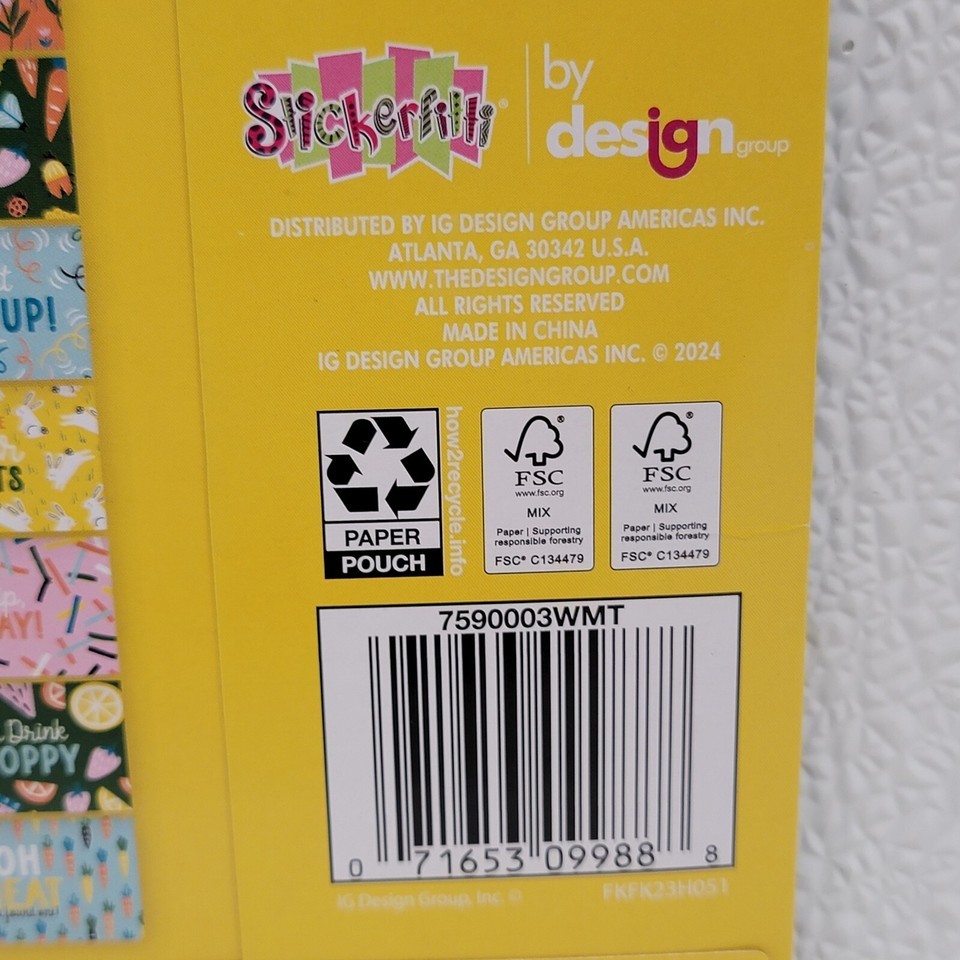 Stickerfitti®
by
design group
DISTRIBUTED BY IG DESIGN GROUP AMERICAS INC.
ATLANTA, GA 30342 U.S.A.
WWW.THEDESIGNGROUP.COM
ALL RIGHTS RESERVED
MADE IN CHINA
IG DESIGN GROUP AMERICAS INC. © 2024
PAPER
POUCH
how2recycle.info
®
FSC
www.fsc.org
MIX
Paper | Supporting
responsible forestry
FSC® C134479
®
FSC
www.fsc.org
MIX
Paper | Supporting
responsible forestry
FSC® C134479
7590003WMT
0 71653 09988 8
IG Design Group, Inc. ©
FKFK23H051
UP!
TS
AY!
Drink
OPPY
OH
EAT